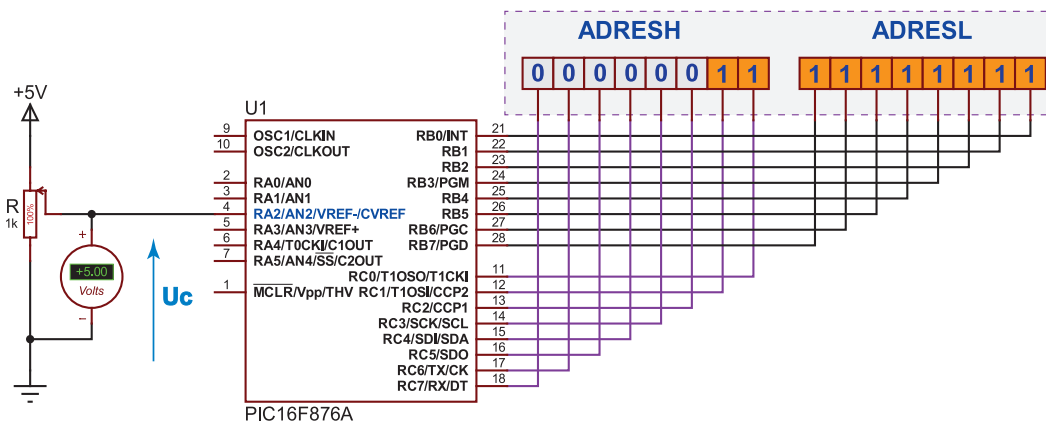 ADRESH ADRESL
0 0 0 0 0 0 1 1 1 1 1 1 1 1 1 1
+5V
U1
9 OSC1/CLKIN RB0/INT 21
10 OSC2/CLKOUT RB1 22
RB2 23
2 RA0/AN0 RB3/PGM 24
3 RA1/AN1 RB4 25
4 RA2/AN2/VREF-/CVREF RB5 26
5 RA3/AN3/VREF+ RB6/PGC 27
6 RA4/T0CKI/C1OUT RB7/PGD 28
7 RA5/AN4/SS/C2OUT
RC0/T1OSO/T1CKI 11
1 MCLR/Vpp/THV RC1/T1OSI/CCP2 12
RC2/CCP1 13
RC3/SCK/SCL 14
RC4/SDI/SDA 15
RC5/SDO 16
RC6/TX/CK 17
RC7/RX/DT 18
PIC16F876A
R
1k
100%
+
+5.00
Volts
−
Uc